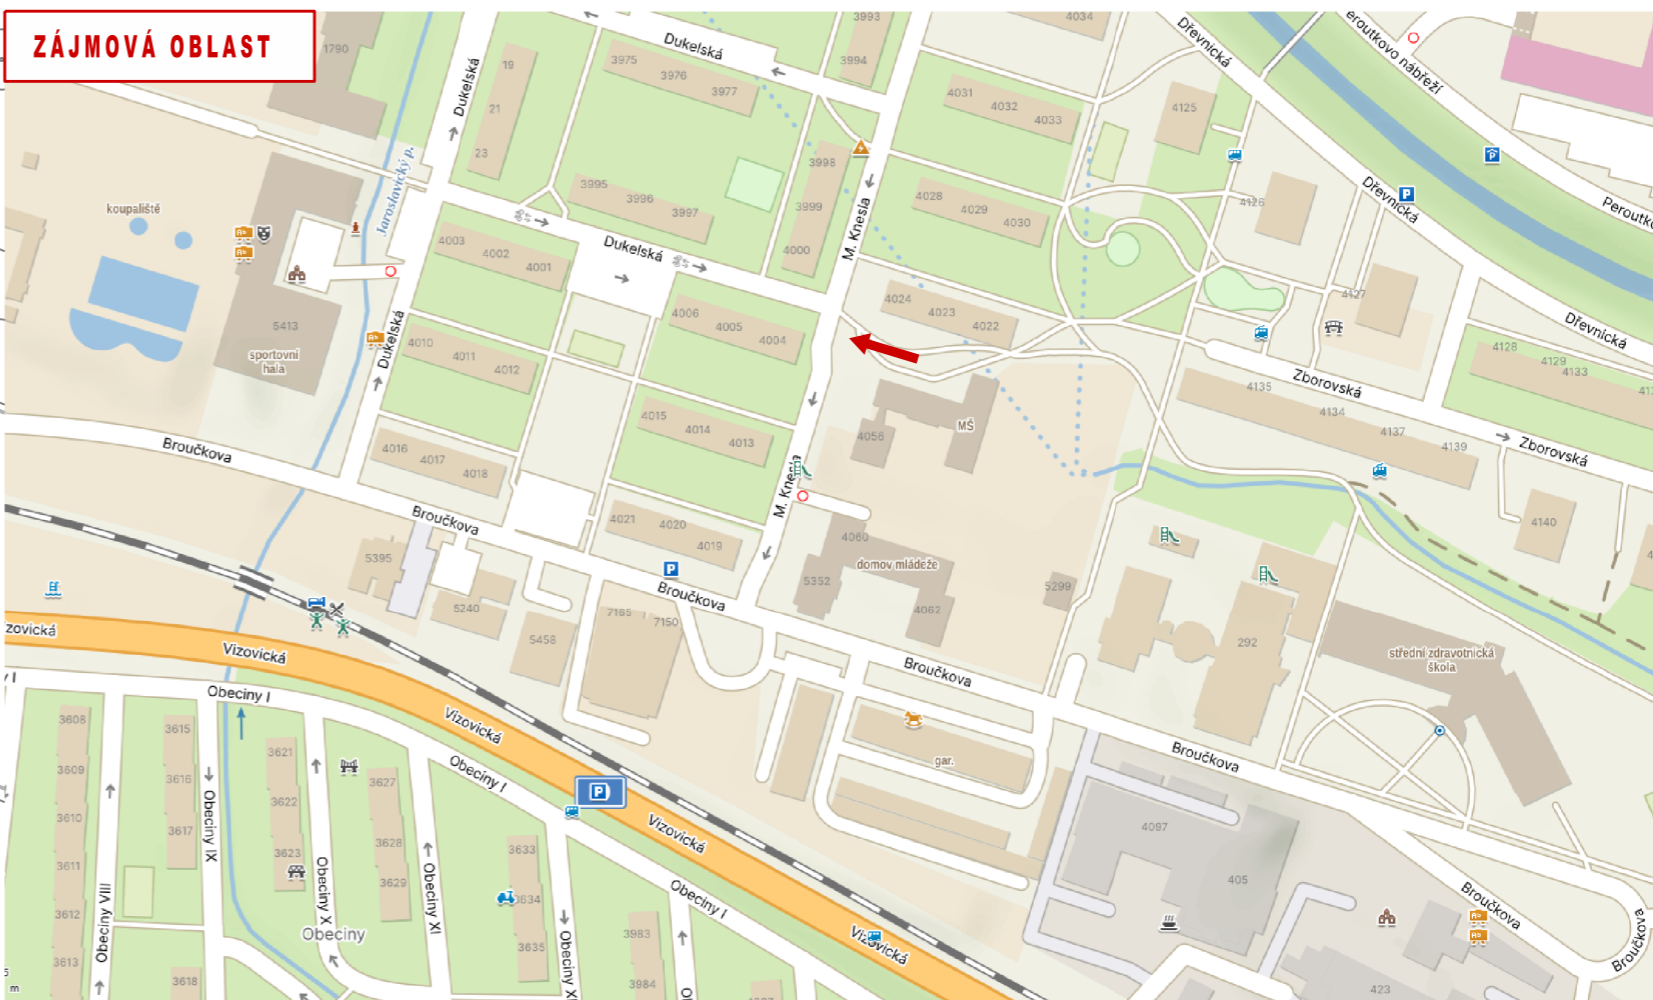 ZÁJMOVÁ OBLAST
1790
Dukelská
19
21
23
Jaroslavický p.
Dukelská
3975
3976
3977
3993
3994
4034
Dřevnická
Peroutkovo nábřeží
4031
4032
4033
4125
3995
3996
3997
3998
3999
4000
M. Knesla
4028
4029
4030
4126
Dřevnická
koupaliště
4003
4002
4001
Dukelská
4127
5413
sportovní
hala
Dukelská
4010
4011
4012
4006
4005
4004
4024
4023
4022
Dřevnická
4128
4129
4133
Zborovská
4135
4134
4137
4139
Zborovská
4015
4014
4013
4056
MŠ
Broučkova
4016
4017
4018
M. Knesla
Broučkova
4021
4020
4019
4060
domov mládeže
5352
4062
5299
4140
5395
5240
5458
7165
7150
Broučkova
292
střední zdravotnická
škola
Vizovická
Broučkova
Obeciny I
Vizovická
gar.
Broučkova
3608
3609
3610
3611
3612
3613
3615
3616
3617
3618
Obeciny VIII
Obeciny IX
3621
3622
3623
Obeciny X
Obeciny
3627
3628
3629
Obeciny XI
Obeciny I
3633
3634
3635
P
Vizovická
Obeciny I
3983
3984
Vizovická
4097
405
423
Broučkova
Broučkova
m